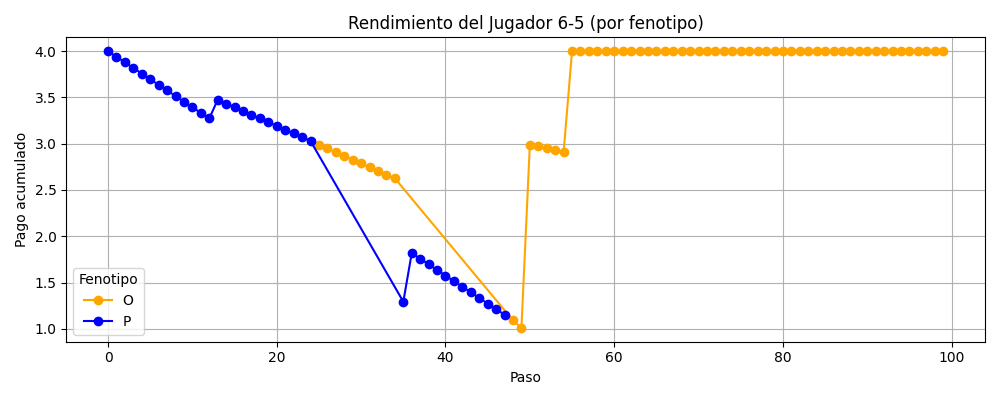 Rendimiento del Jugador 6-5 (por fenotipo)
Pago acumulado
4.0
3.5
3.0
2.5
2.0
1.5
1.0
Fenotipo
O
P
0 20 40 60 80 100
Paso